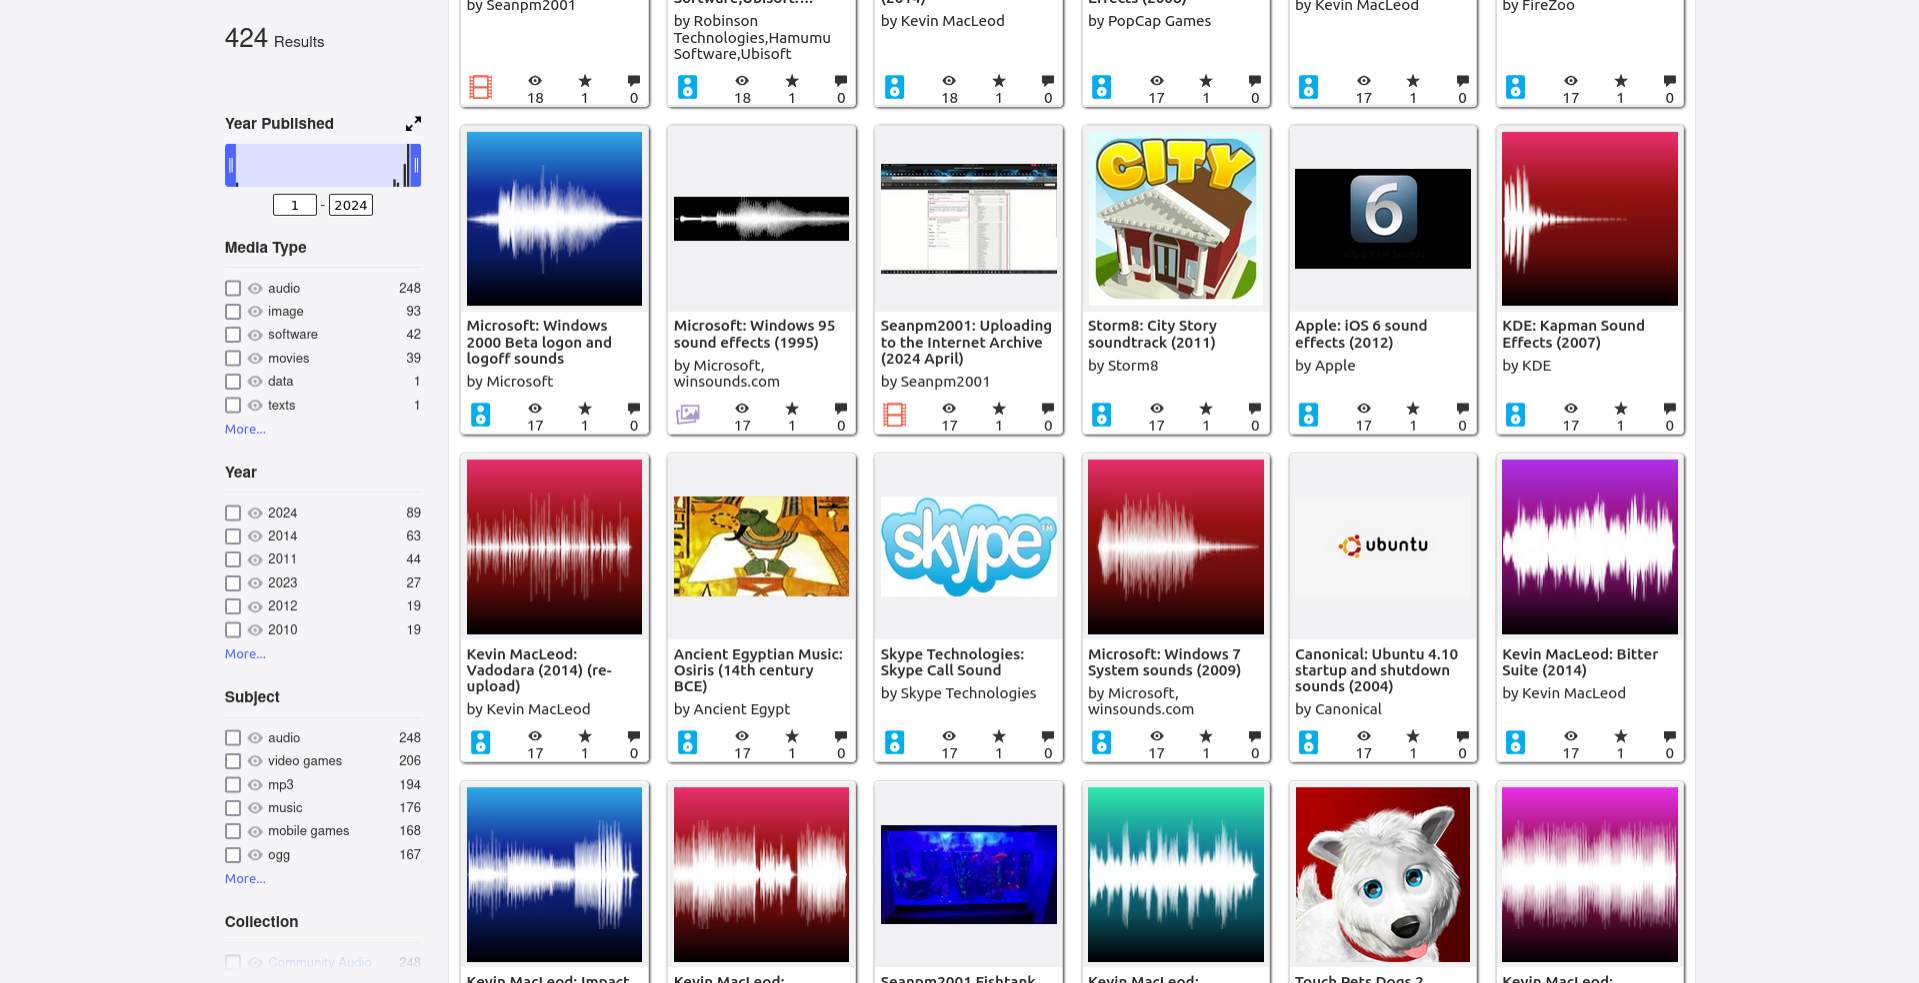 424 Results
Year Published
1 - 2024
Media Type
audio 248
image 93
software 42
movies 39
data 1
texts 1
More...
Year
2024 89
2014 63
2011 44
2023 27
2012 19
2010 19
More...
Subject
audio 248
video games 206
mp3 194
music 176
mobile games 168
ogg 167
More...
Collection
Community Audio 248
by Seanpm2001
18 1 0
by Robinson
Technologies,Hamumu
Software,Ubisoft
18 1 0
by Kevin MacLeod
18 1 0
by PopCap Games
17 1 0
by Kevin MacLeod
17 1 0
by FireZoo
17 1 0
Microsoft: Windows
2000 Beta logon and
logoff sounds
by Microsoft
17 1 0
Microsoft: Windows 95
sound effects (1995)
by Microsoft,
winsounds.com
17 1 0
Seanpm2001: Uploading
to the Internet Archive
(2024 April)
by Seanpm2001
17 1 0
CITY
Storm8: City Story
soundtrack (2011)
by Storm8
17 1 0
6
Apple: iOS 6 sound
effects (2012)
by Apple
17 1 0
KDE: Kapman Sound
Effects (2007)
by KDE
17 1 0
Kevin MacLeod:
Vadodara (2014) (re-
upload)
by Kevin MacLeod
17 1 0
Ancient Egyptian Music:
Osiris (14th century
BCE)
by Ancient Egypt
17 1 0
skype™
Skype Technologies:
Skype Call Sound
by Skype Technologies
17 1 0
Microsoft: Windows 7
System sounds (2009)
by Microsoft,
winsounds.com
17 1 0
ubuntu
Canonical: Ubuntu 4.10
startup and shutdown
sounds (2004)
by Canonical
17 1 0
Kevin MacLeod: Bitter
Suite (2014)
by Kevin MacLeod
17 1 0
Kevin MacLeod: Impact
Kevin MacLeod:
Seanpm2001 Fishtank
Kevin MacLeod:
Touch Pets Dogs 2
Kevin MacLeod: